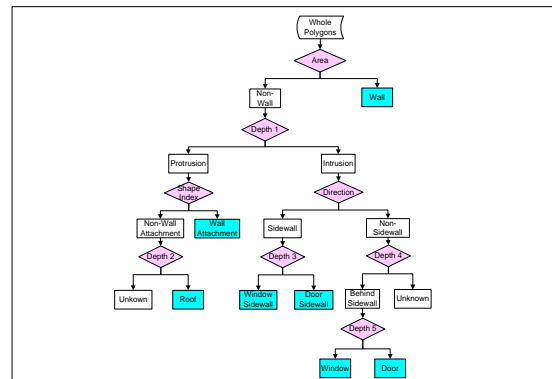 Whole
Polygons
Area
Non-
Wall
Wall
Depth 1
Protrusion
Intrusion
Shape
Index
Direction
Non-Wall
Attachment
Wall
Attachment
Sidewall
Non-
Sidewall
Depth 2
Depth 3
Depth 4
Unkown
Roof
Window
Sidewall
Door
Sidewall
Behind
Sidewall
Unknown
Depth 5
Window
Door